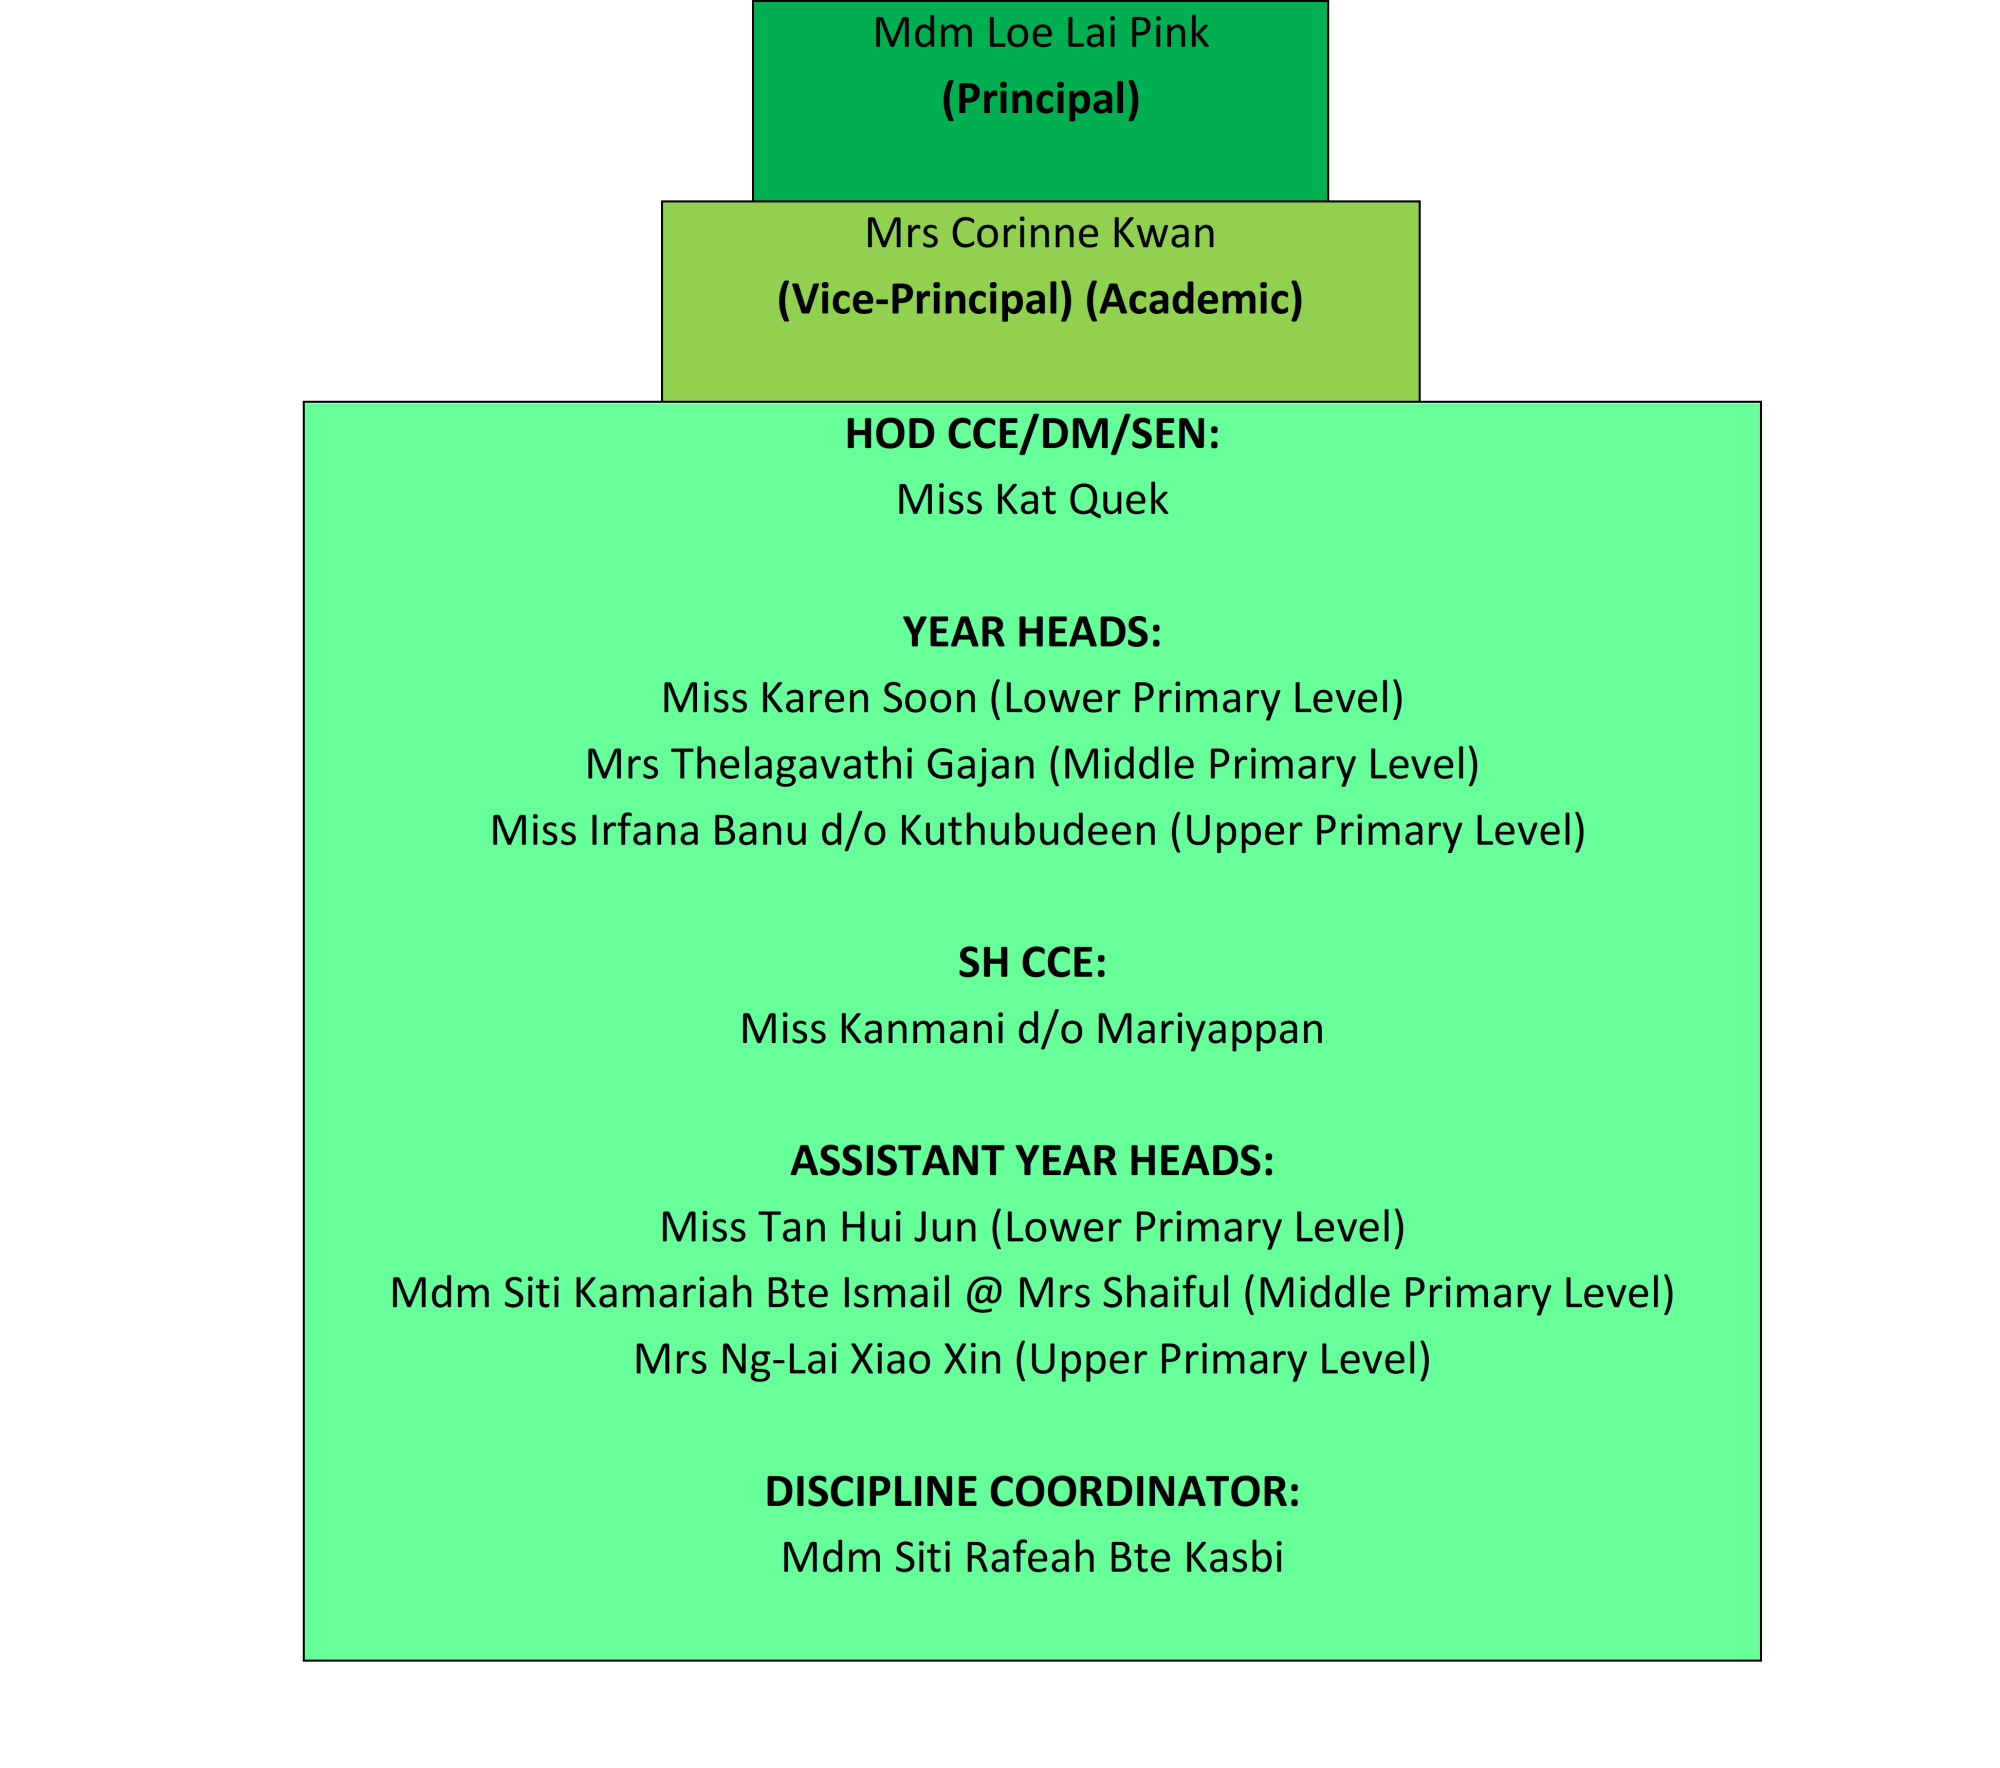 Mdm Loe Lai Pink
(Principal)
Mrs Corinne Kwan
(Vice-Principal) (Academic)
HOD CCE/DM/SEN:
Miss Kat Quek
YEAR HEADS:
Miss Karen Soon (Lower Primary Level)
Mrs Thelagavathi Gajan (Middle Primary Level)
Miss Irfana Banu d/o Kuthubudeen (Upper Primary Level)
SH CCE:
Miss Kanmani d/o Mariyappan
ASSISTANT YEAR HEADS:
Miss Tan Hui Jun (Lower Primary Level)
Mdm Siti Kamariah Bte Ismail @ Mrs Shaiful (Middle Primary Level)
Mrs Ng-Lai Xiao Xin (Upper Primary Level)
DISCIPLINE COORDINATOR:
Mdm Siti Rafeah Bte Kasbi